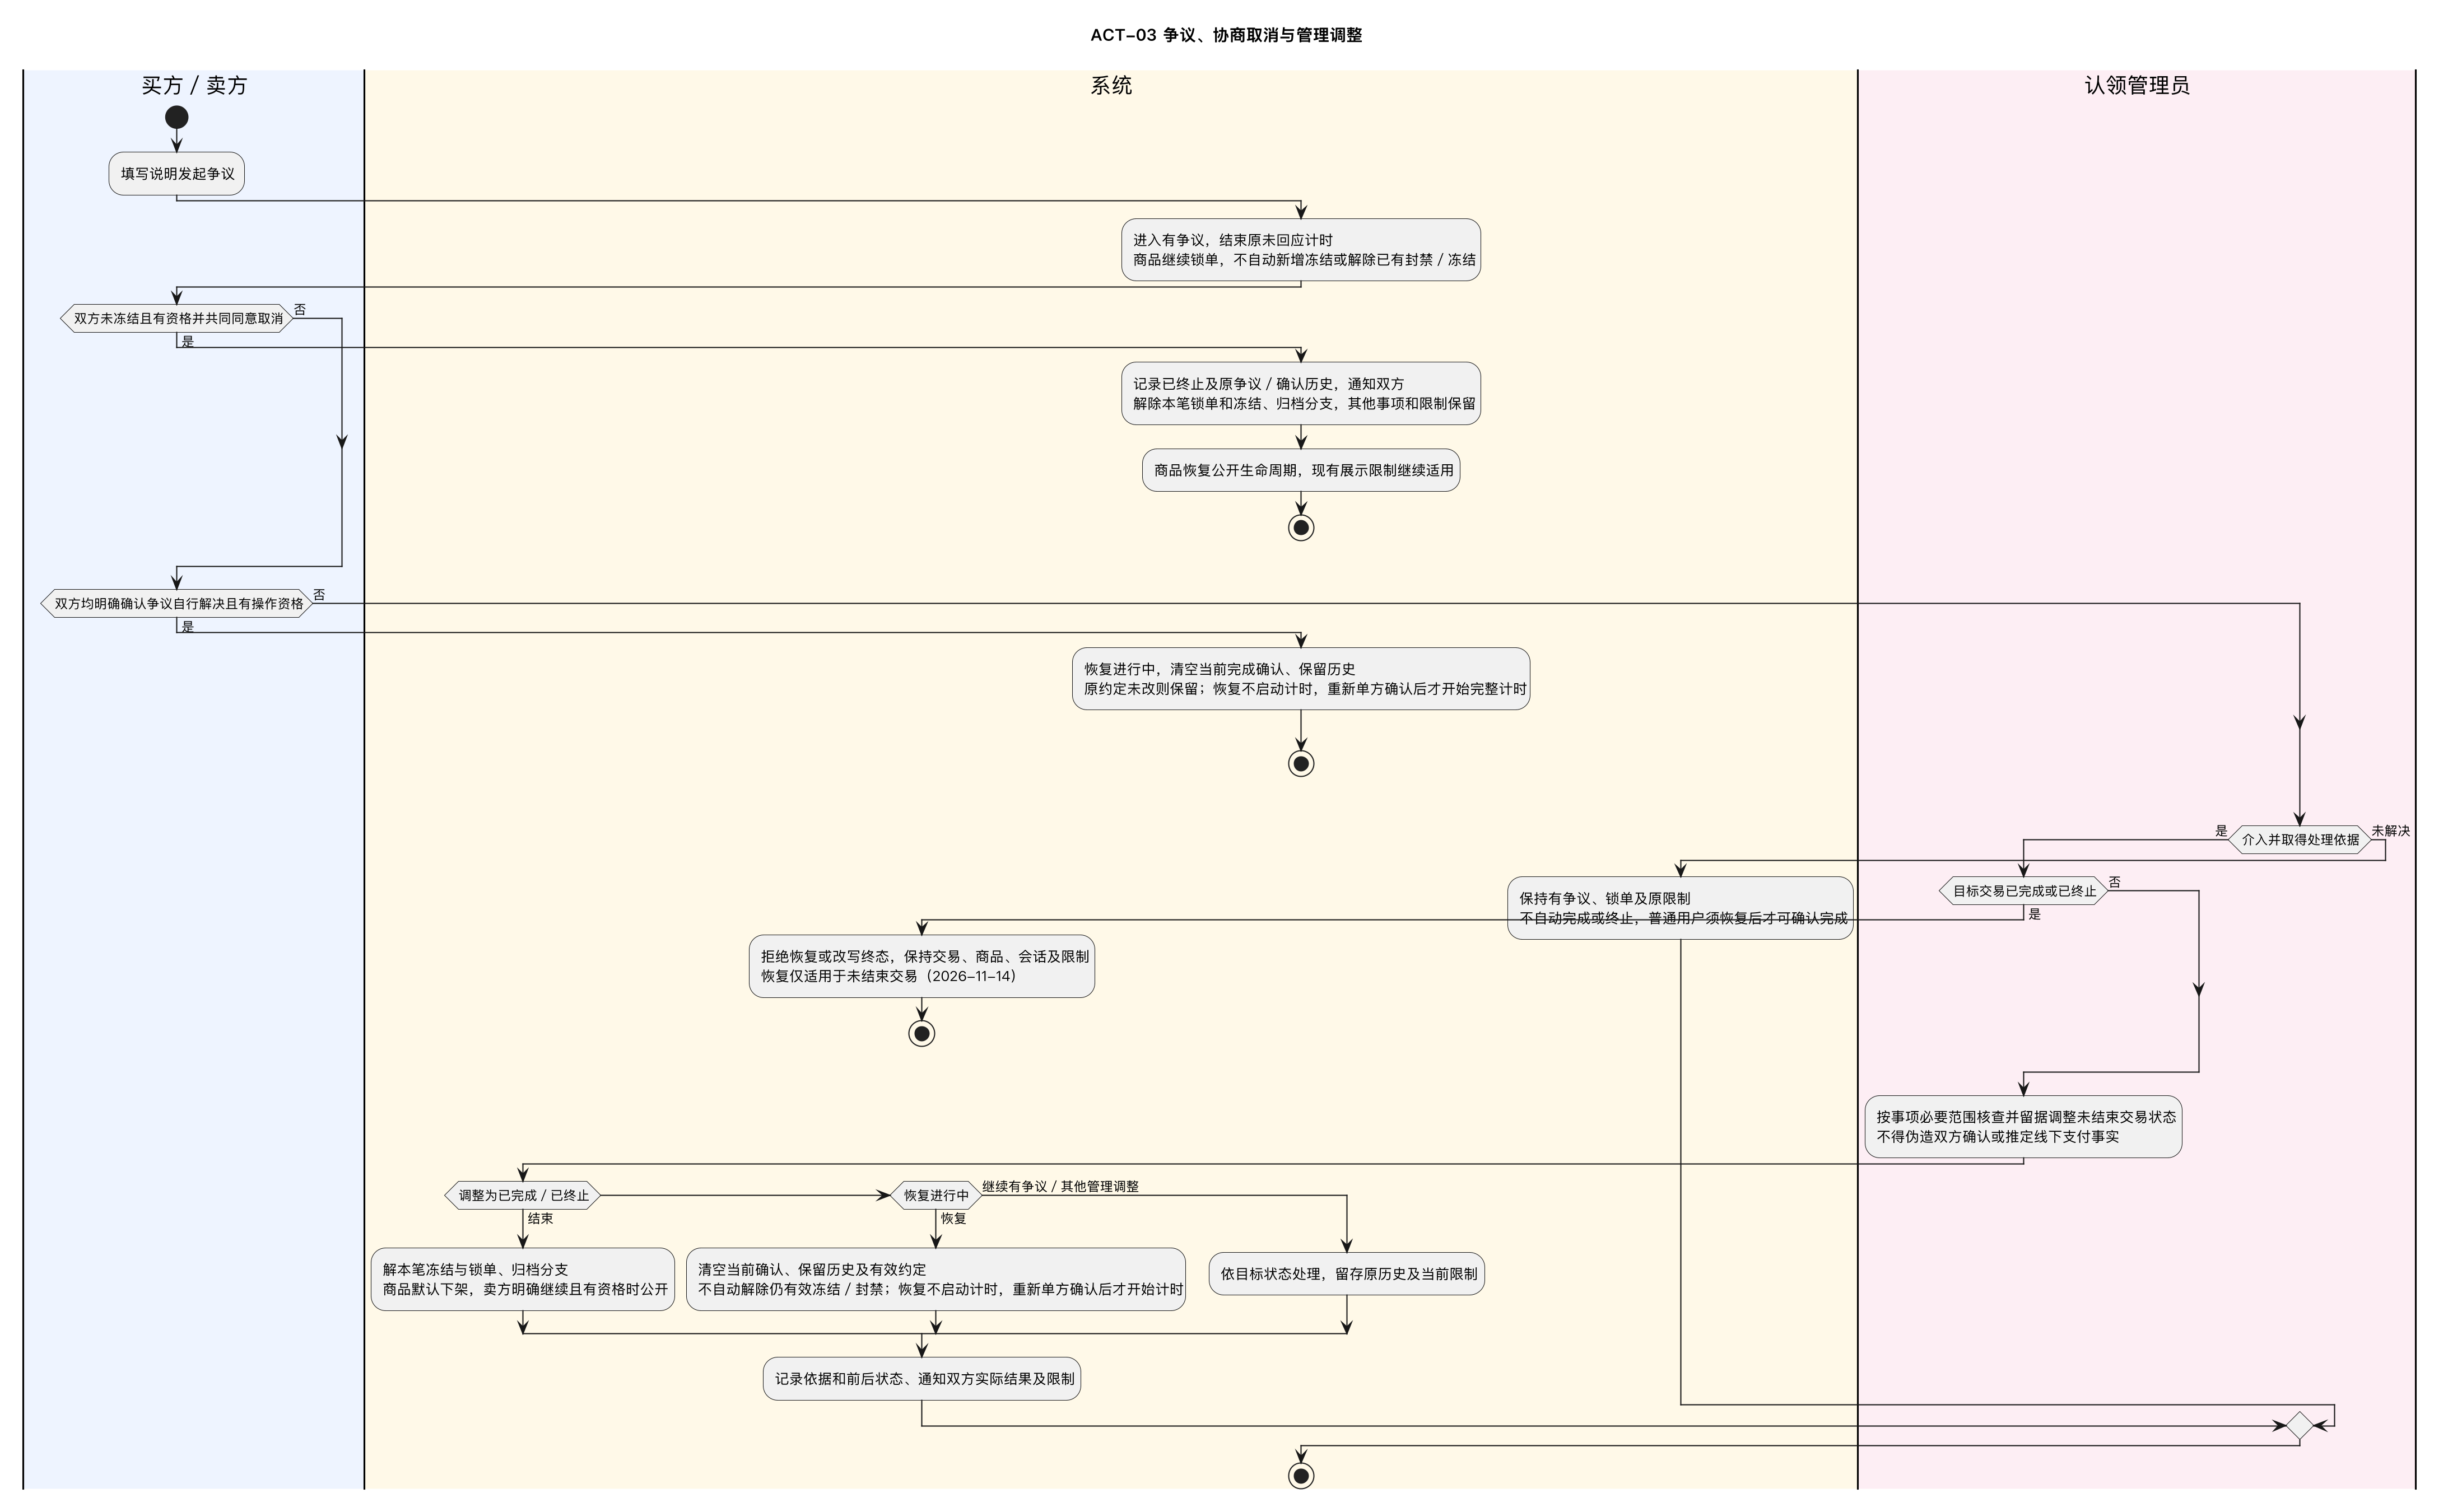 ACT-03 争议、协商取消与管理调整
买方 / 卖方
系统
认领管理员
填写说明发起争议
进入有争议，结束原未回应计时
商品继续锁单，不自动新增冻结或解除已有封禁 / 冻结
双方未冻结且有资格并共同同意取消
否
是
记录已终止及原争议 / 确认历史，通知双方
解除本笔锁单和冻结、归档分支，其他事项和限制保留
商品恢复公开生命周期，现有展示限制继续适用
双方均明确确认争议自行解决且有操作资格
否
是
恢复进行中，清空当前完成确认、保留历史
原约定未改则保留；恢复不启动计时，重新单方确认后才开始完整计时
是
介入并取得处理依据
未解决
保持有争议、锁单及原限制
不自动完成或终止，普通用户须恢复后才可确认完成
目标交易已完成或已终止
否
是
拒绝恢复或改写终态，保持交易、商品、会话及限制
恢复仅适用于未结束交易（2026-11-14）
按事项必要范围核查并留据调整未结束交易状态
不得伪造双方确认或推定线下支付事实
调整为已完成 / 已终止
结束
恢复进行中
恢复
继续有争议 / 其他管理调整
解本笔冻结与锁单、归档分支
商品默认下架，卖方明确继续且有资格时公开
清空当前确认、保留历史及有效约定
不自动解除仍有效冻结 / 封禁；恢复不启动计时，重新单方确认后才开始计时
依目标状态处理，留存原历史及当前限制
记录依据和前后状态、通知双方实际结果及限制